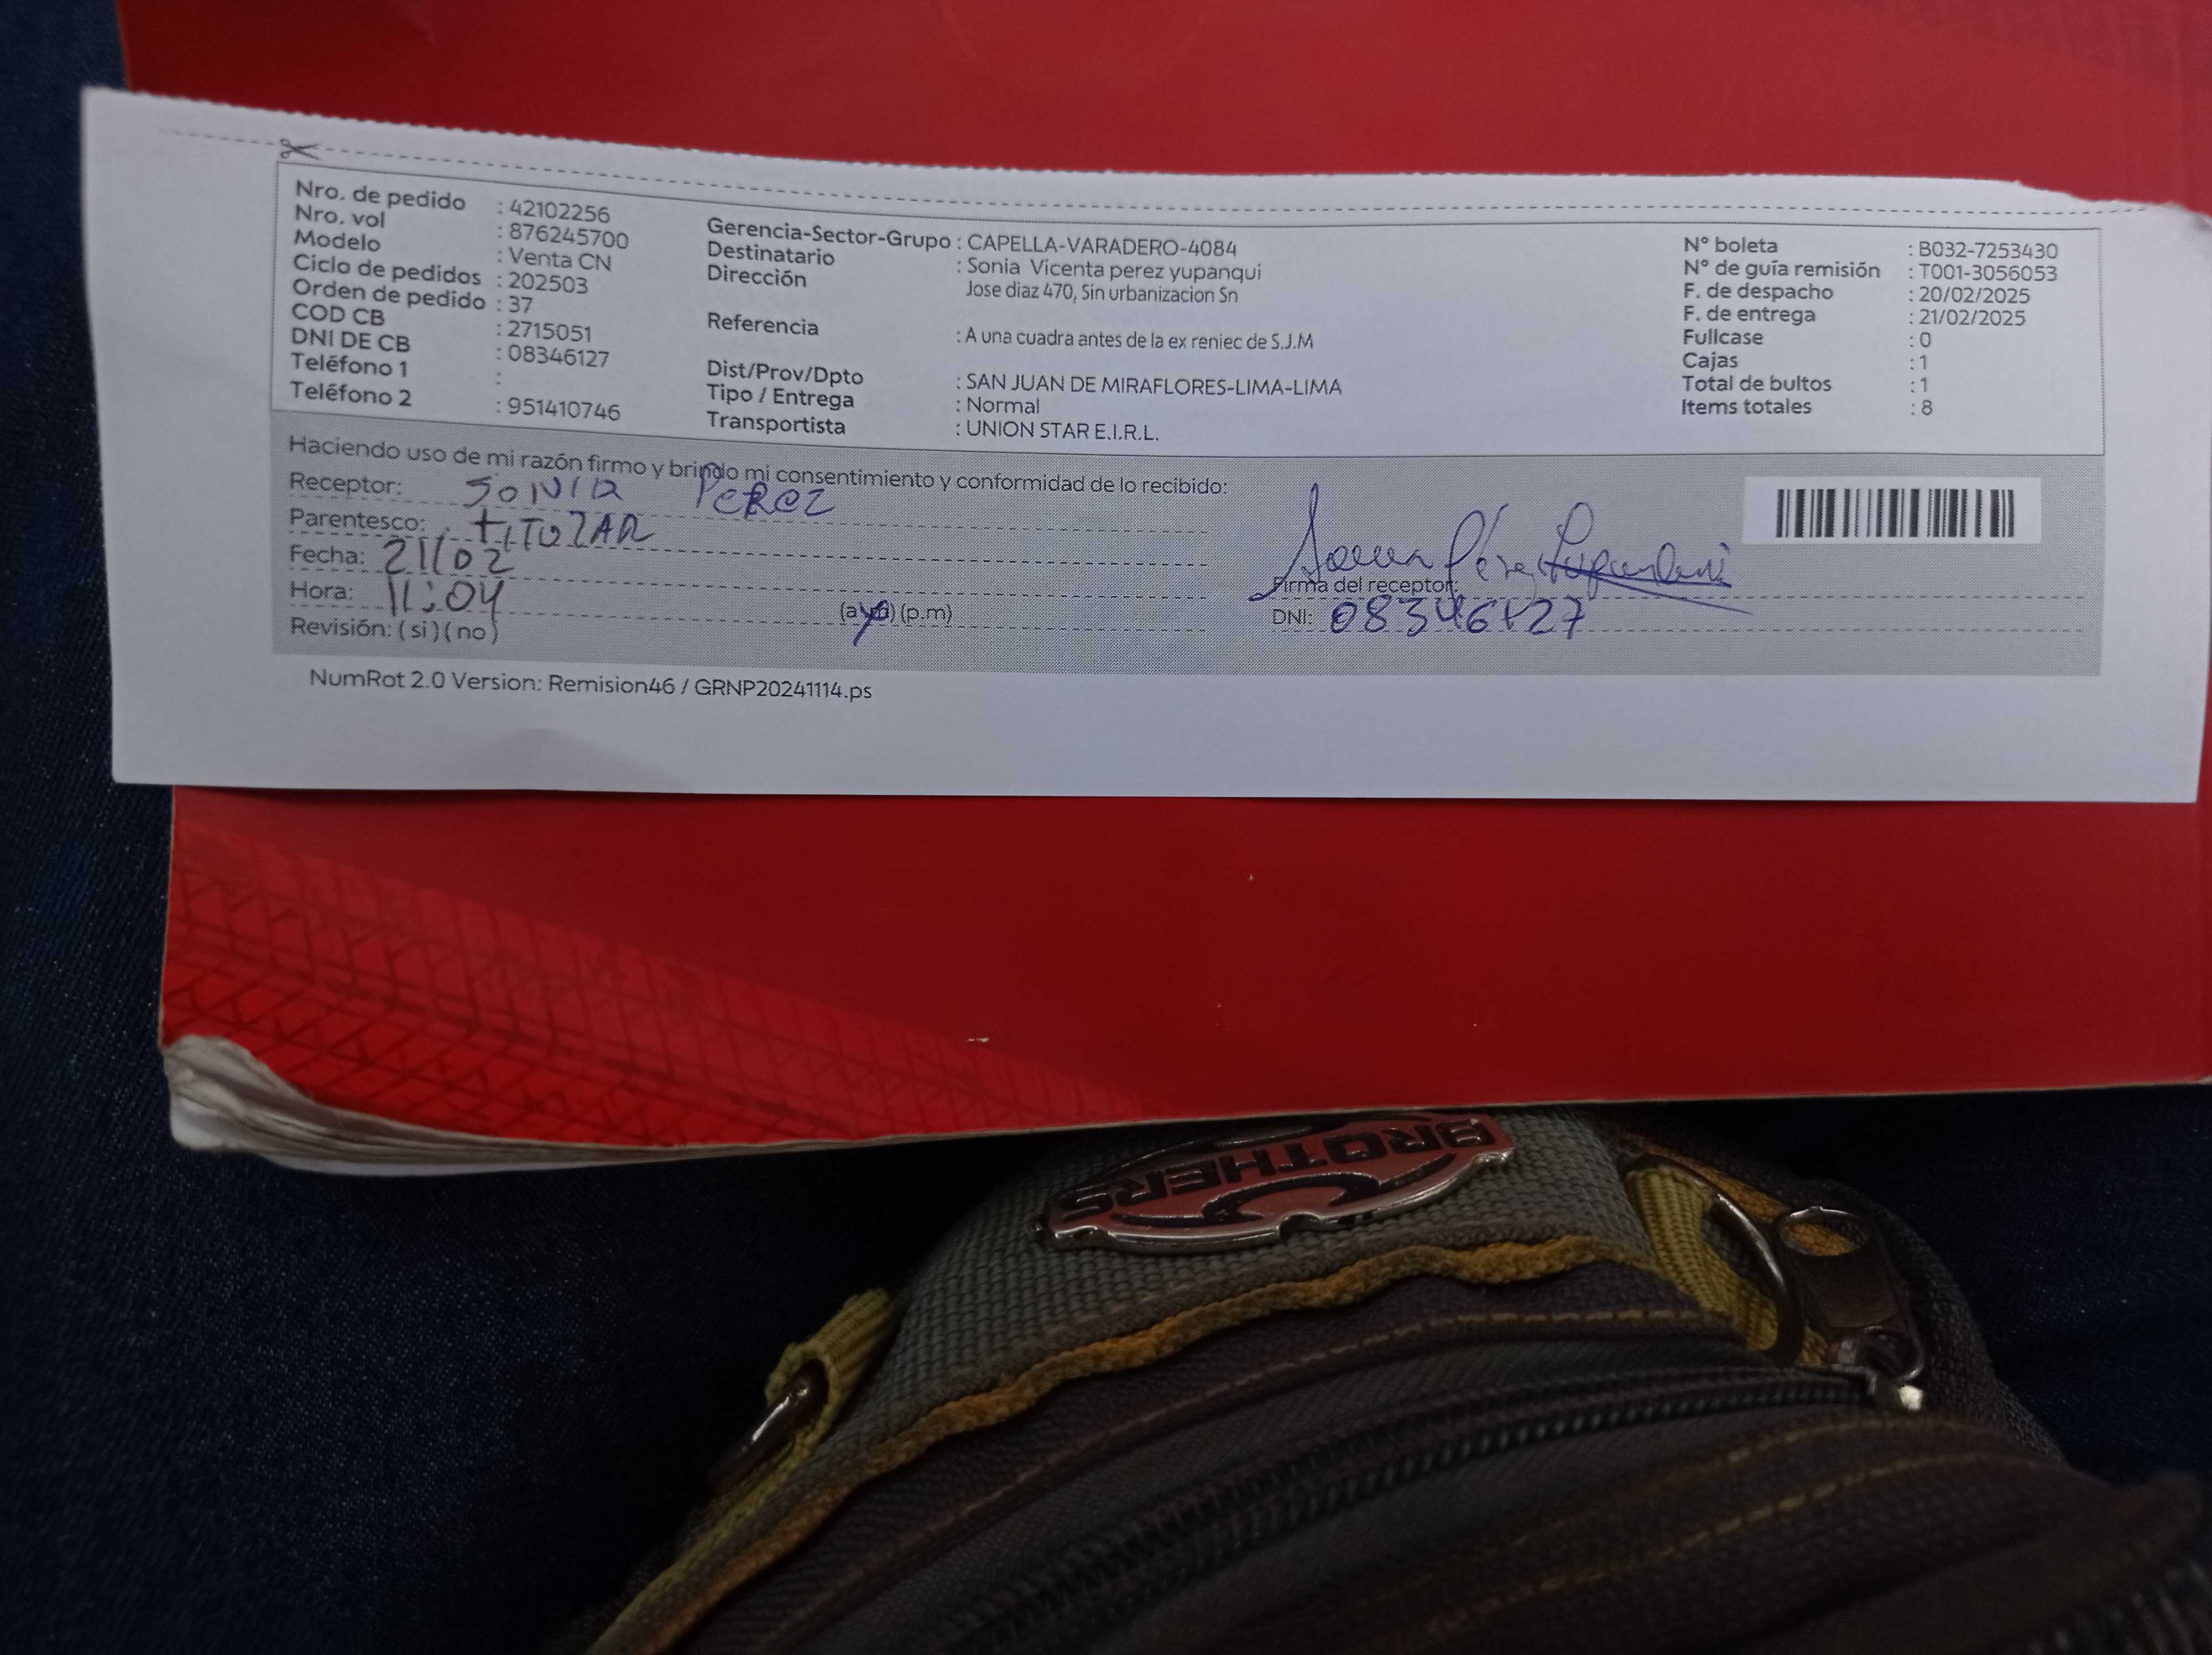 Nro. de pedido : 42102256
Nro. vol : 876245700
Modelo : Venta CN
Ciclo de pedidos : 202503
Orden de pedido : 37
COD CB : 2715051
DNI DE CB : 08346127
Teléfono 1 :
Teléfono 2 : 951410746
Gerencia-Sector-Grupo : CAPELLA-VARADERO-4084
Destinatario : Sonia Vicenta perez yupanqui
Dirección Jose diaz 470, Sin urbanizacion Sn
Referencia : A una cuadra antes de la ex reniec de S.J.M
Dist/Prov/Dpto : SAN JUAN DE MIRAFLORES-LIMA-LIMA
Tipo / Entrega : Normal
Transportista : UNION STAR E.I.R.L.
N° boleta : B032-7253430
N° de guía remisión : T001-3056053
F. de despacho : 20/02/2025
F. de entrega : 21/02/2025
Fullcase : 0
Cajas : 1
Total de bultos : 1
Items totales : 8
Haciendo uso de mi razón firmo y brindo mi consentimiento y conformidad de lo recibido:
Receptor: SONIA PEREZ
Parentesco: TITULAR
Fecha: 21/02
Hora: 11:04 (a.m) (p.m)
Revisión: (si) (no)
Firma del receptor:
DNI: 08346127
NumRot 2.0 Version: Remision46 / GRNP20241114.ps
BROTHERS